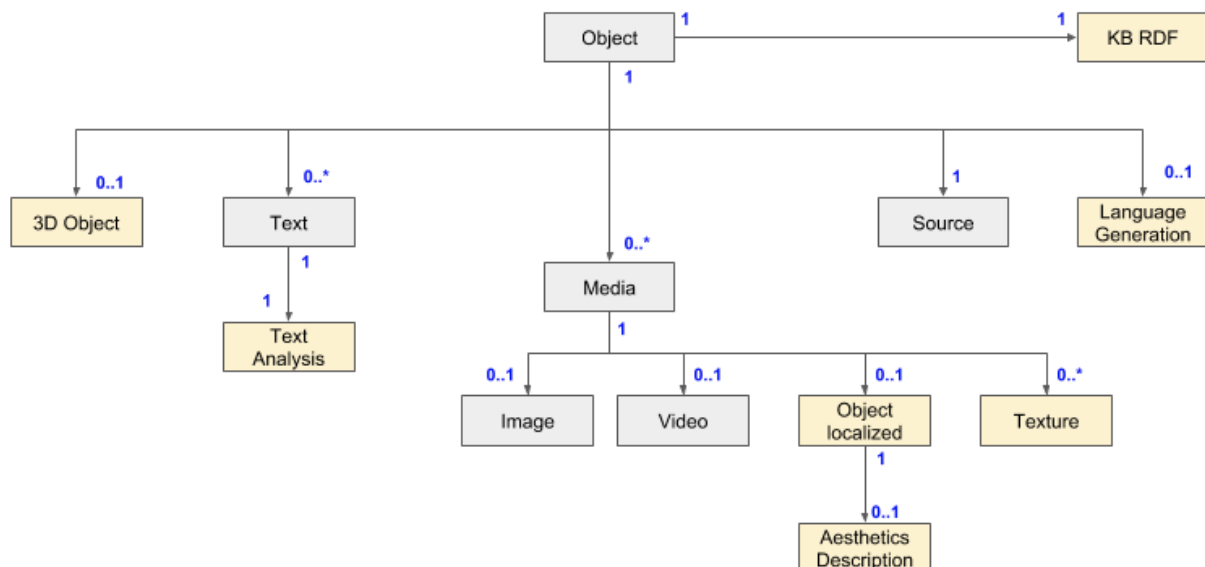 1
1
Object
KB RDF
1
0..1
0..*
1
0..1
3D Object
Text
Source
Language
Generation
0..*
1
Media
1
1
Text
Analysis
0..1
0..1
0..1
0..*
Image
Video
Object
localized
Texture
1
0..1
Aesthetics
Description